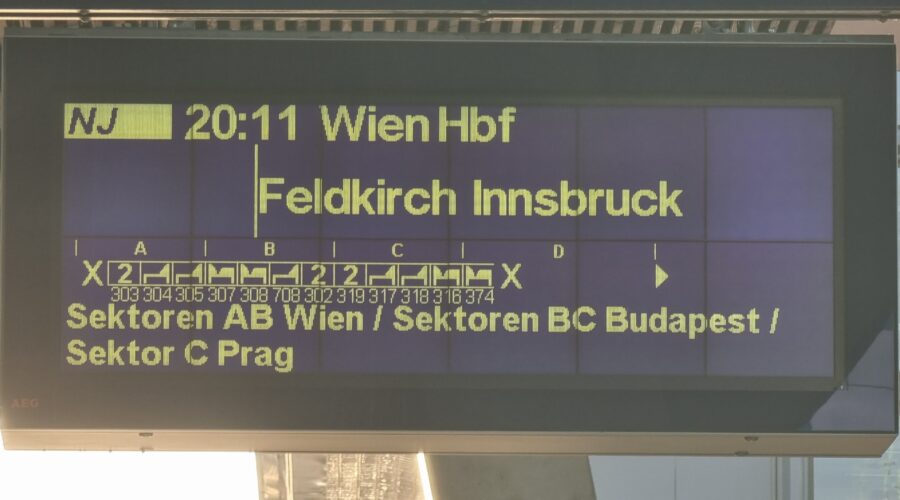 NJ 20:11 Wien Hbf
Feldkirch Innsbruck
A B C D
X 2 2 2 X
303 304 305 307 308 708 302 319 317 318 316 374
Sektoren AB Wien / Sektoren BC Budapest /
Sektor C Prag
AEG